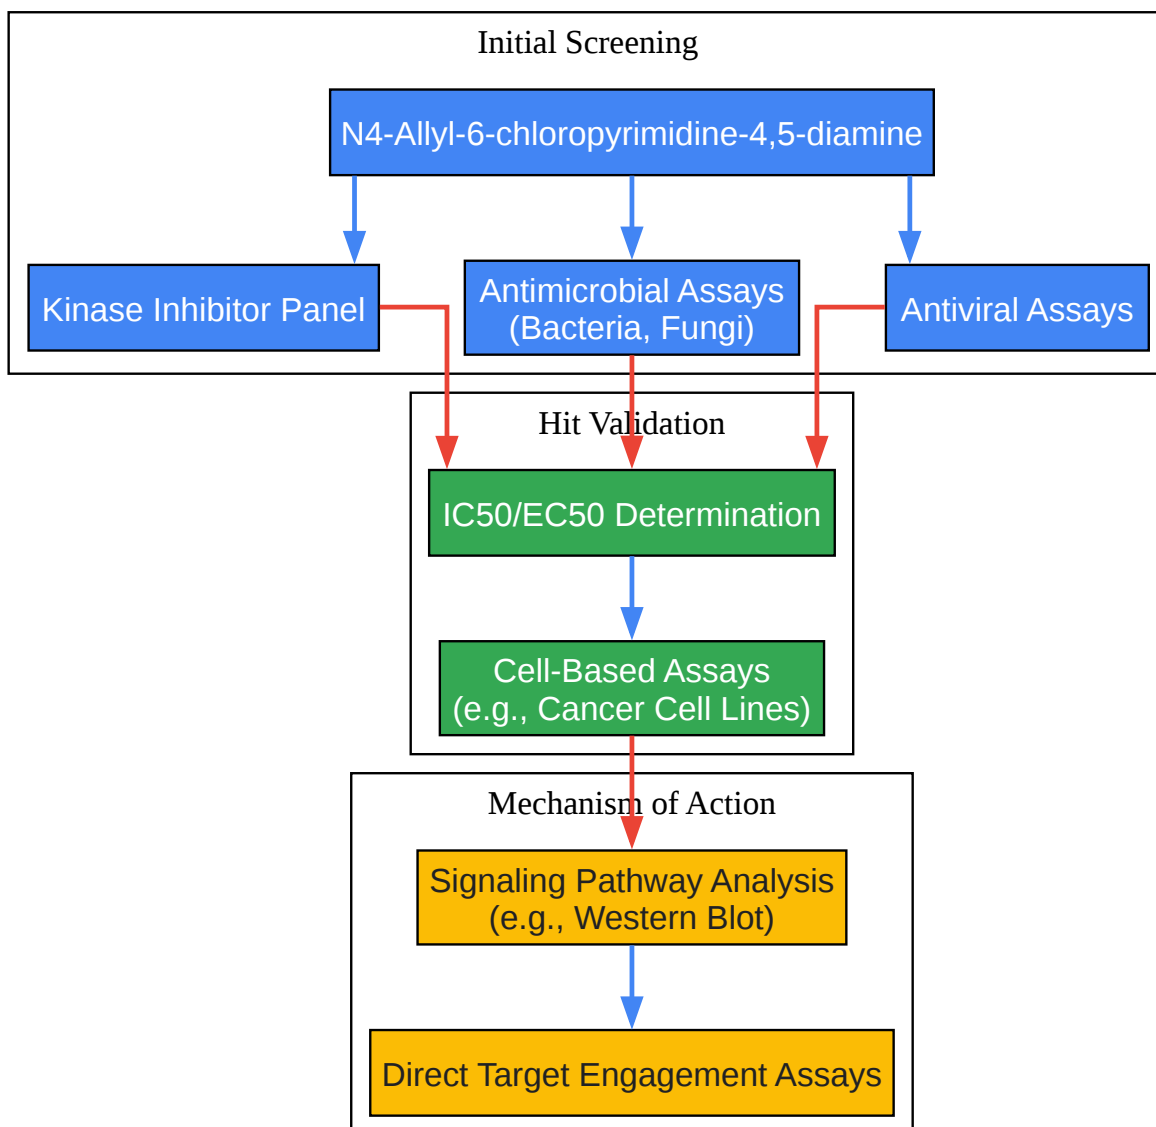 Initial Screening
N4-Allyl-6-chloropyrimidine-4,5-diamine
Kinase Inhibitor Panel
Antimicrobial Assays
(Bacteria, Fungi)
Antiviral Assays
Hit Validation
IC50/EC50 Determination
Cell-Based Assays
(e.g., Cancer Cell Lines)
Mechanism of Action
Signaling Pathway Analysis
(e.g., Western Blot)
Direct Target Engagement Assays